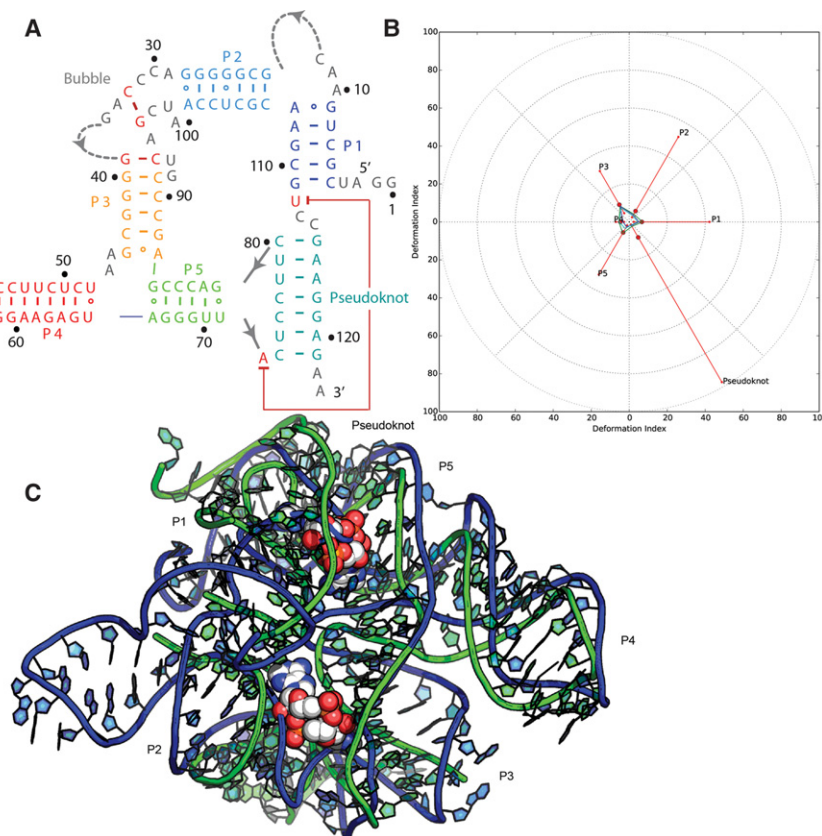 A
30
P2
C
Bubble
C C C A G G G G G C G
A C A
A C C U C G C
G G C U A
10
100
A
A G
A U
P1
G C
G G
C C U A G G
5′
1
110
G
U
C C
G C U
40
G C G
G C
90
P3
G C
G G
C A
A
A
50
C C U U C U C U
G G A A G A G U
60
P4
P5
G C C C A G
A G G G U U
70
80
C G
U A
U A
C G
C G
U A
C G
A
A
A
3′
120
Pseudoknot
B
100
80
60
40
20
0
20
40
60
80
100
Deformation Index
100 80 60 40 20 0 20 40 60 80 100
Deformation Index
P2
P3
P1
P4
P5
Pseudoknot
C
Pseudoknot
P5
P1
P4
P2
P3